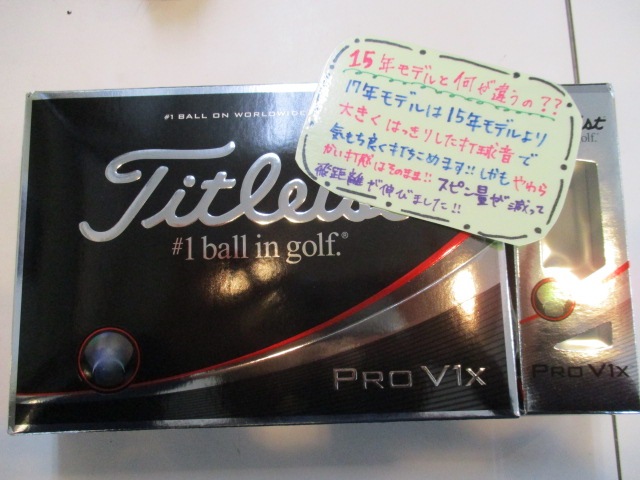 15年モデルと何が違うの??
17年モデルは15年モデルより
大きくはっきりした打球音で
気もち良く打ちこめます!!しかもやわら
かい打感はそのまま!!スピン量が減って
飛距離が伸びました!!
#1 BALL ON WORLDWIDE
Titleist
#1 ball in golf.®
PRO V1x
ist
olf.
PRO V1x